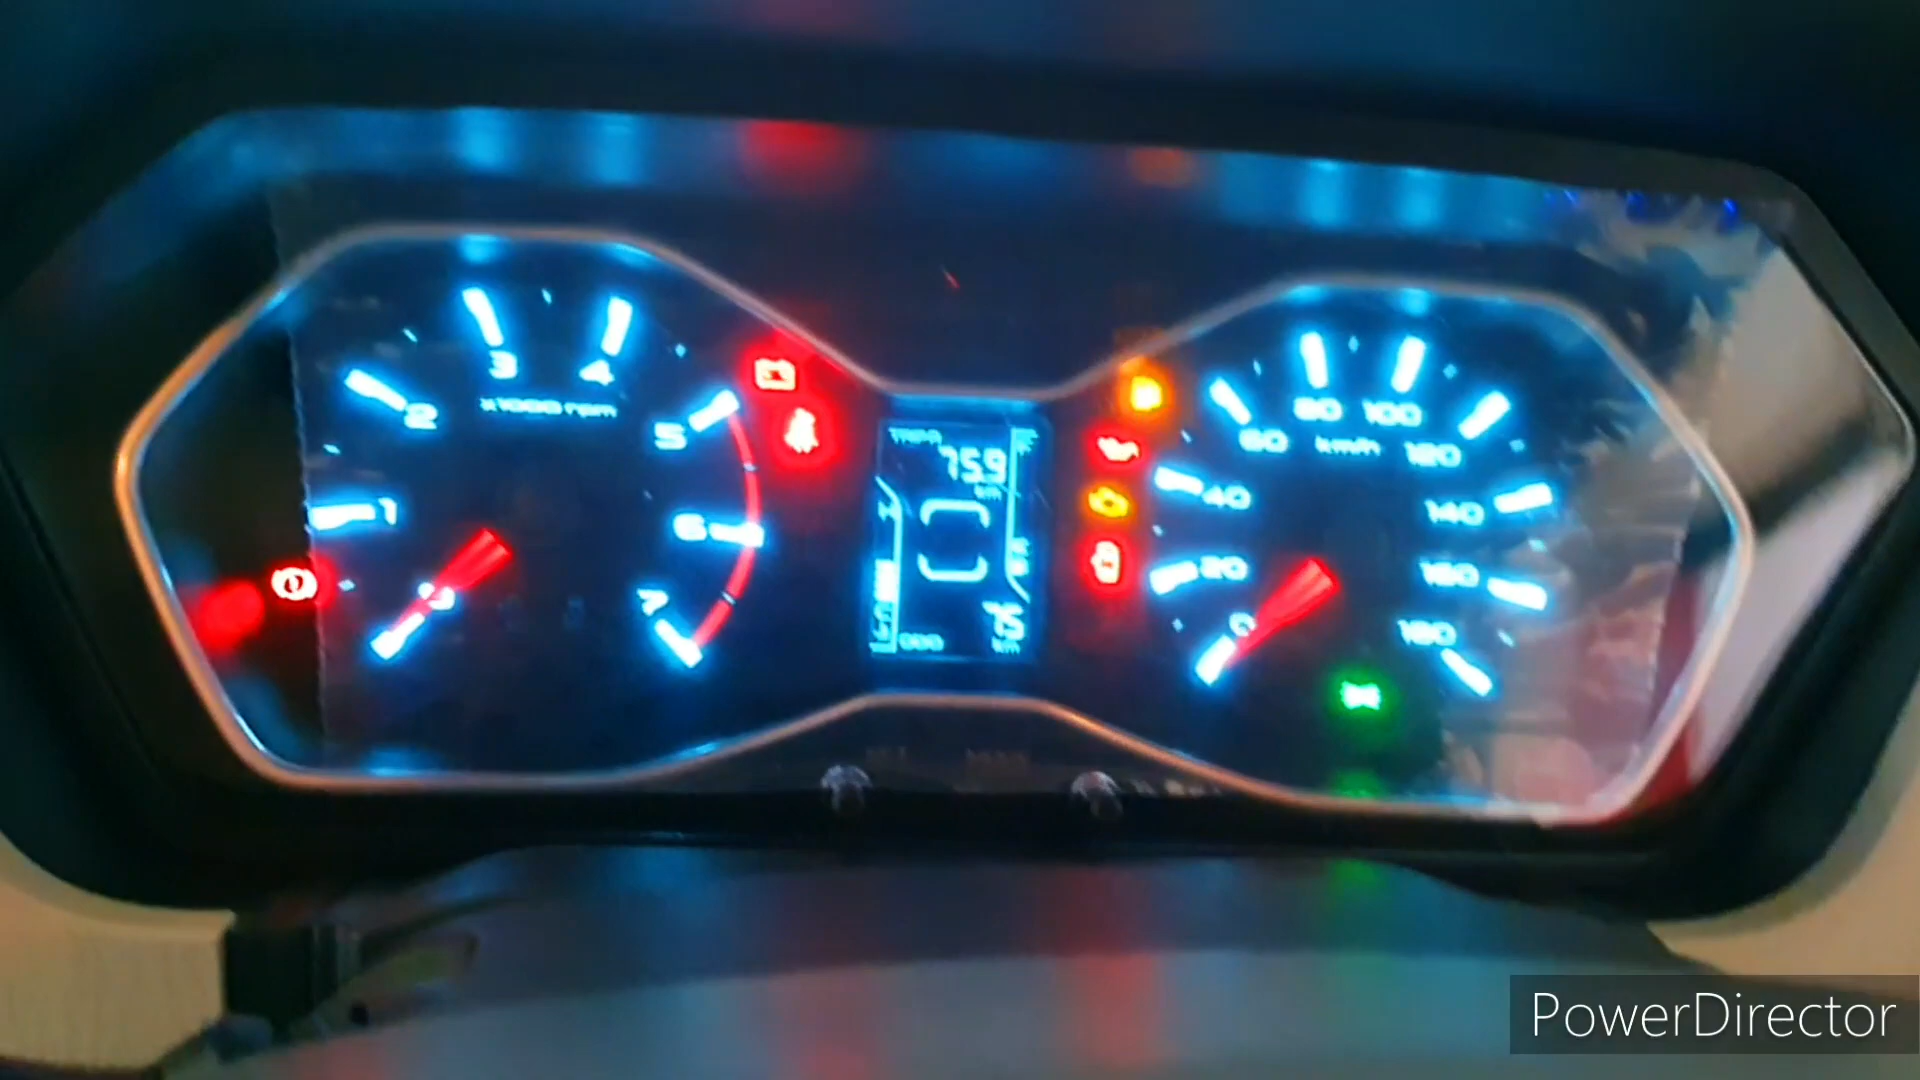 3 4
2 x1000 rpm 5
1 6
0 7
TRIP A
75.9
km
H
ODO 75
km
80 100
60 km/h 120
40 140
20 160
0 180
PowerDirector